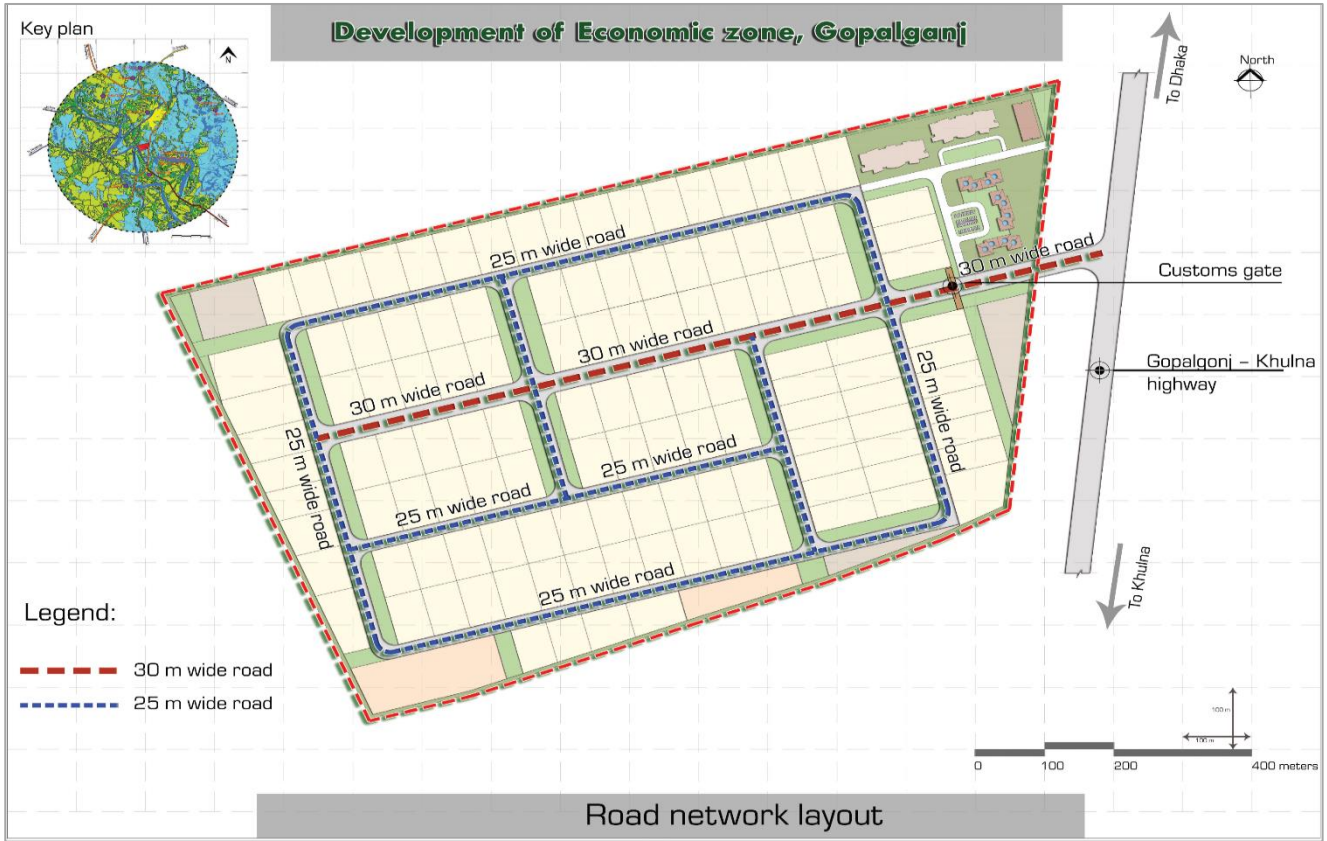 Key plan
N
Development of Economic zone, Gopalganj
To Dhaka
North
25 m wide road
30 m wide road
Customs gate
30 m wide road
Gopalgonj – Khulna
highway
30 m wide road
25 m wide road
25 m wide road
25 m wide road
25 m wide road
25 m wide road
To Khulna
Legend:
30 m wide road
25 m wide road
100 m
100 m
0 100 200 400 meters
Road network layout